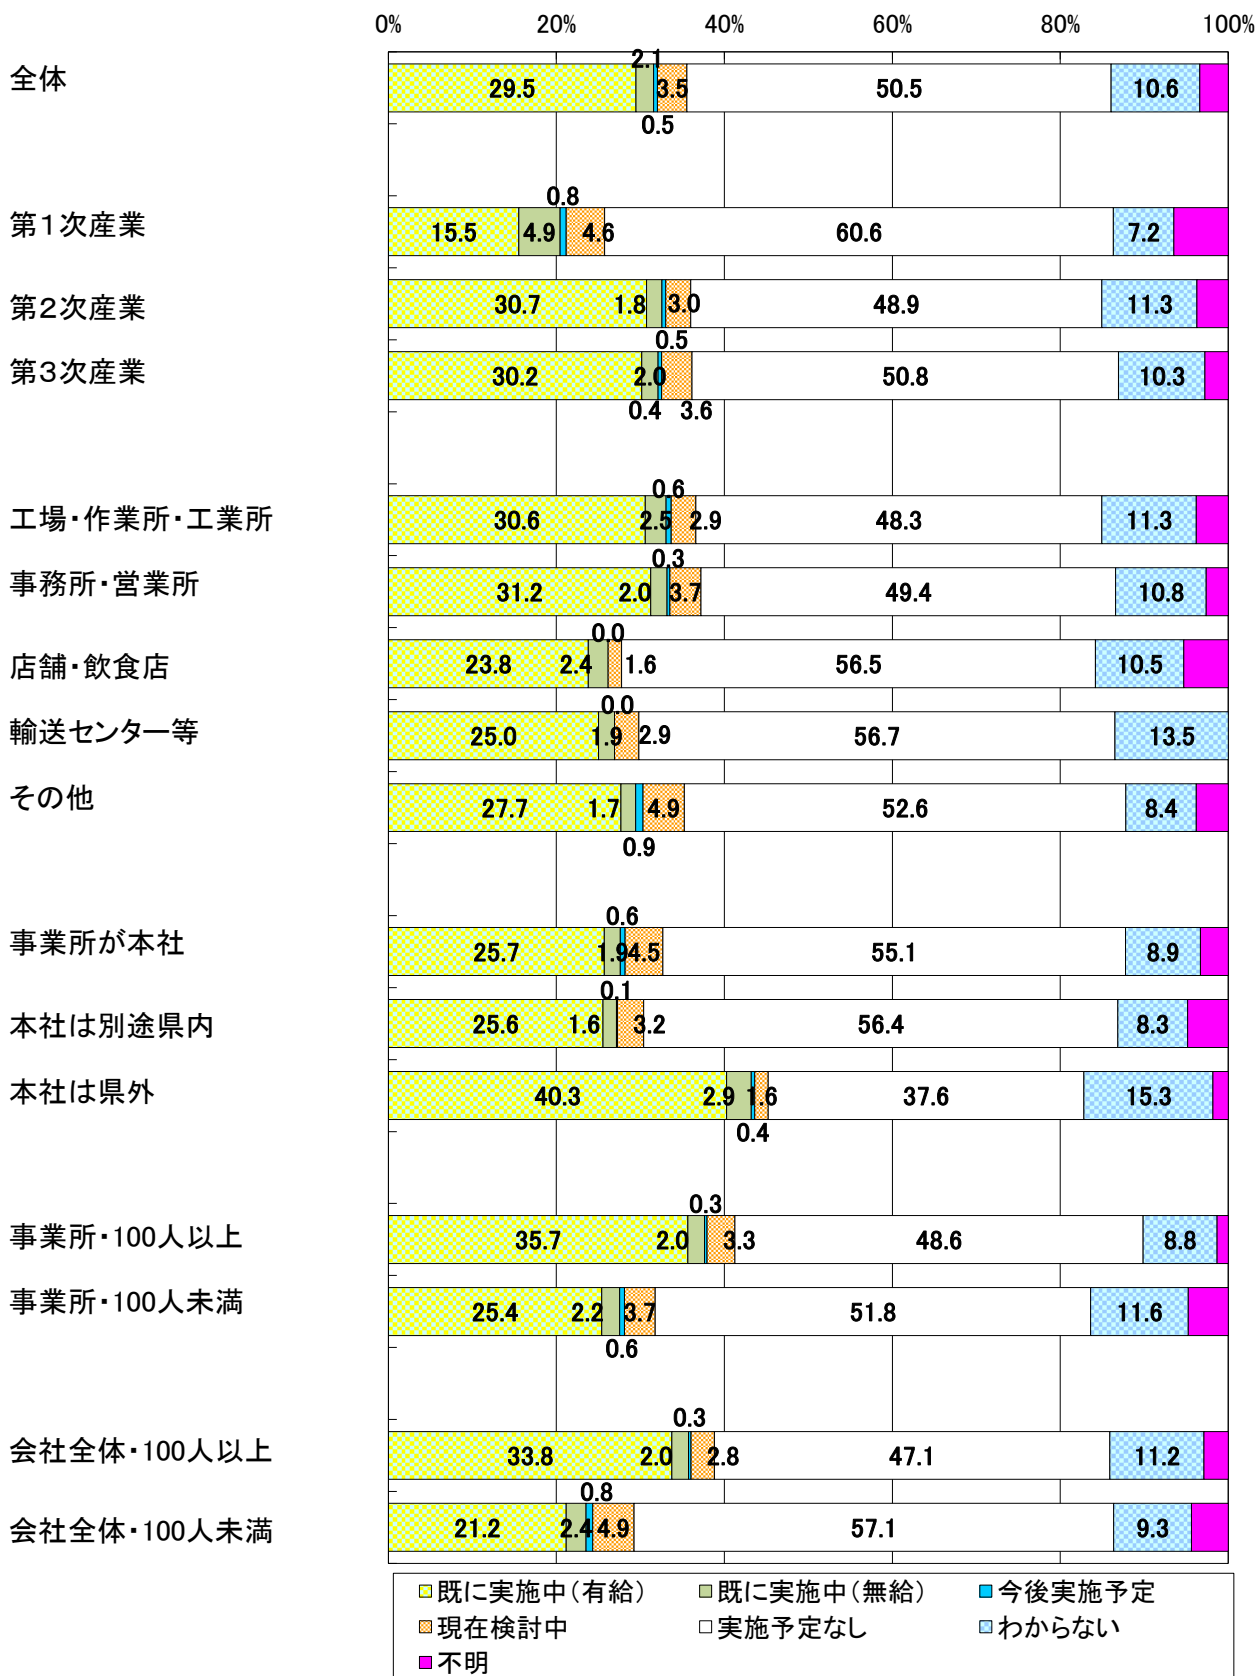 0% 20% 40% 60% 80% 100%
2.1
全体 29.5 3.5 50.5 10.6
0.5
0.8
第1次産業 15.5 4.9 4.6 60.6 7.2
第2次産業 30.7 1.8 3.0 48.9 11.3
0.5
第3次産業 30.2 2.0 50.8 10.3
0.4 3.6
0.6
工場・作業所・工業所 30.6 2.5 2.9 48.3 11.3
0.3
事務所・営業所 31.2 2.0 3.7 49.4 10.8
0.0
店舗・飲食店 23.8 2.4 1.6 56.5 10.5
0.0
輸送センター等 25.0 1.9 2.9 56.7 13.5
その他 27.7 1.7 4.9 52.6 8.4
0.9
0.6
事業所が本社 25.7 1.9 4.5 55.1 8.9
0.1
本社は別途県内 25.6 1.6 3.2 56.4 8.3
本社は県外 40.3 2.9 1.6 37.6 15.3
0.4
0.3
事業所・100人以上 35.7 2.0 3.3 48.6 8.8
事業所・100人未満 25.4 2.2 3.7 51.8 11.6
0.6
0.3
会社全体・100人以上 33.8 2.0 2.8 47.1 11.2
0.8
会社全体・100人未満 21.2 2.4 4.9 57.1 9.3
既に実施中（有給） 既に実施中（無給） 今後実施予定
現在検討中 実施予定なし わからない
不明